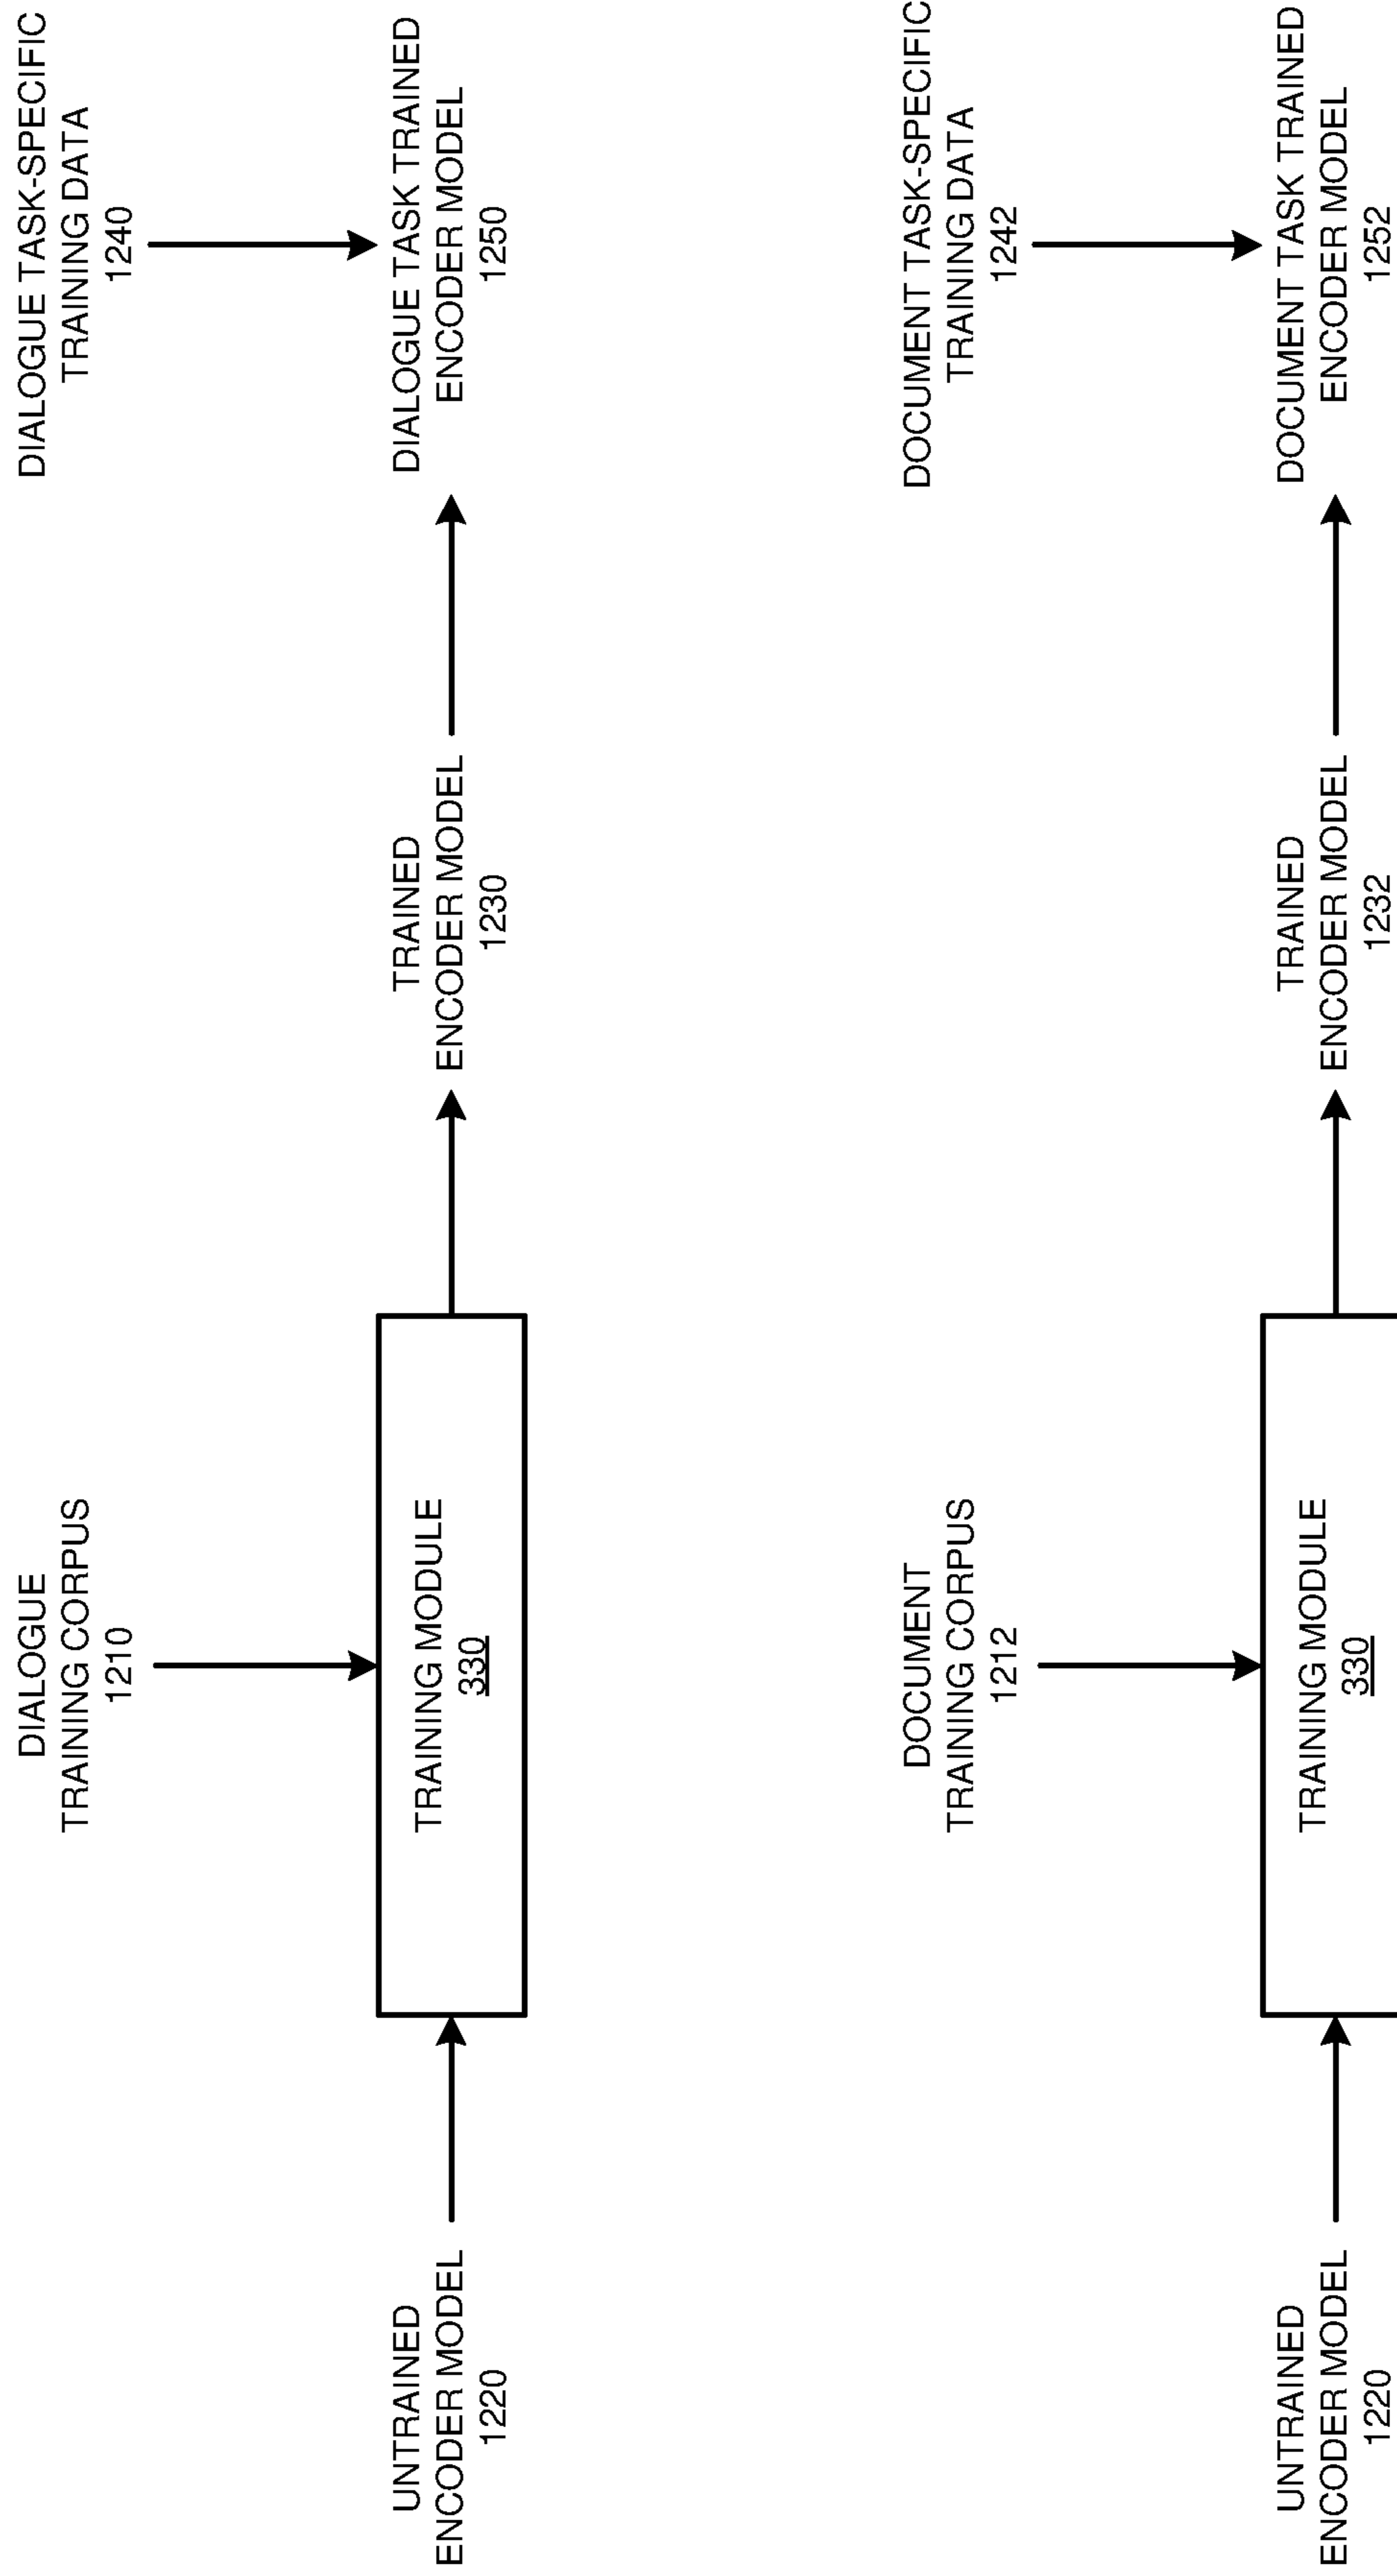 DIALOGUE
TRAINING CORPUS
1210
DIALOGUE TASK-SPECIFIC
TRAINING DATA
1240
UNTRAINED
ENCODER MODEL
1220
TRAINING MODULE
330
TRAINED
ENCODER MODEL
1230
DIALOGUE TASK TRAINED
ENCODER MODEL
1250
DOCUMENT
TRAINING CORPUS
1212
DOCUMENT TASK-SPECIFIC
TRAINING DATA
1242
UNTRAINED
ENCODER MODEL
1220
TRAINING MODULE
330
TRAINED
ENCODER MODEL
1232
DOCUMENT TASK TRAINED
ENCODER MODEL
1252